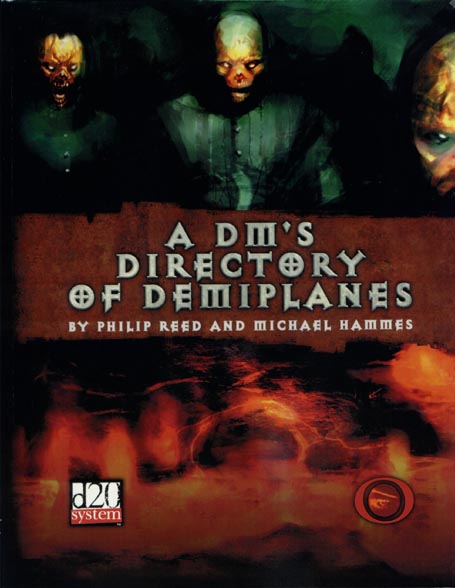 A DM'S
DIRECTORY
OF DEMIPLANES
BY PHILIP REED AND MICHAEL HAMMES
d20
system